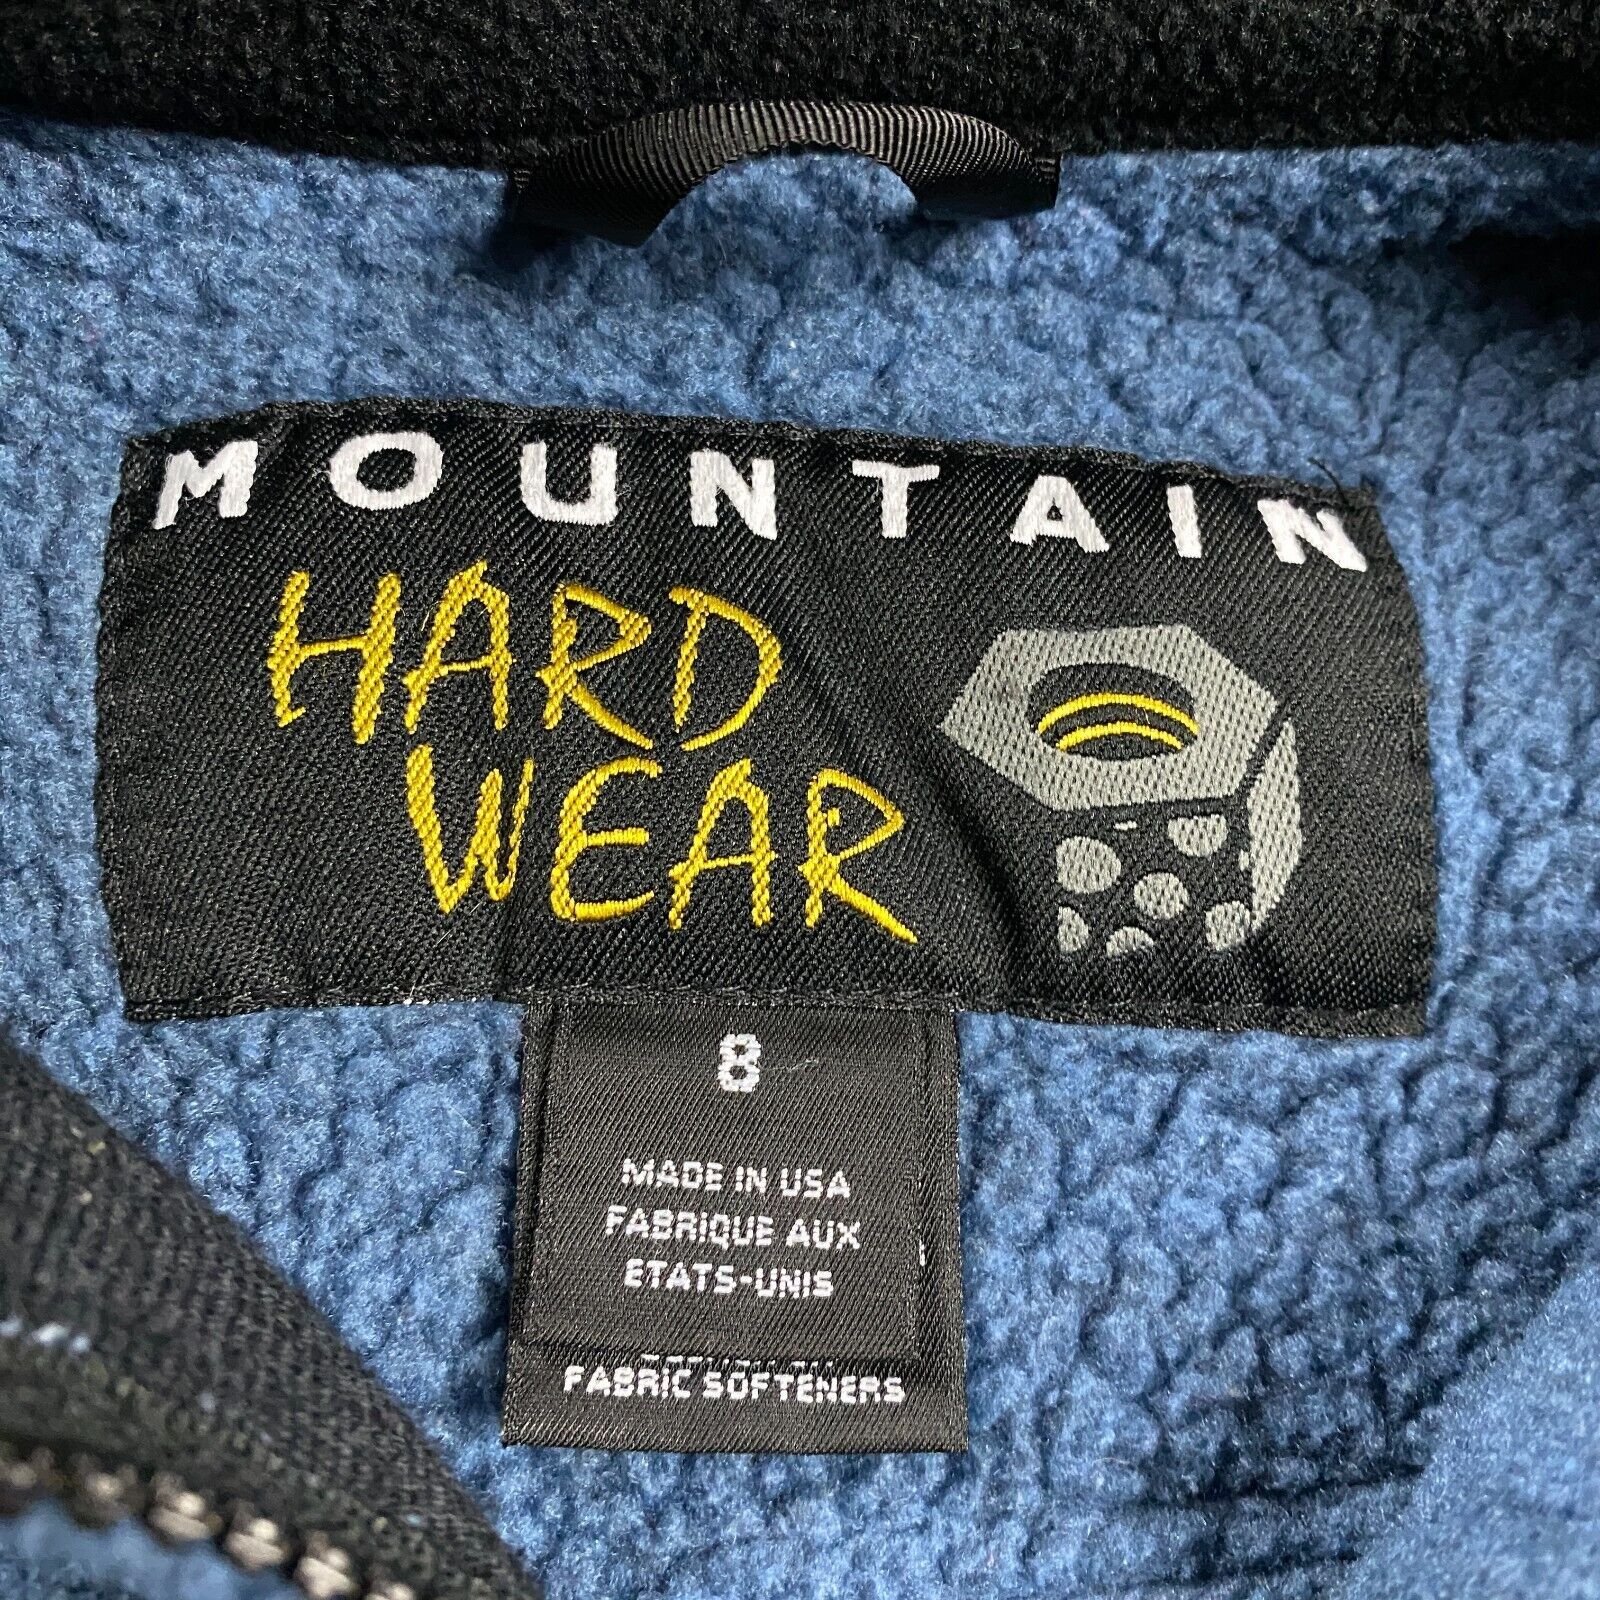 MOUNTAIN
HARD
WEAR
8
MADE IN USA
FABRIQUE AUX
ETATS-UNIS
FABRIC SOFTENERS